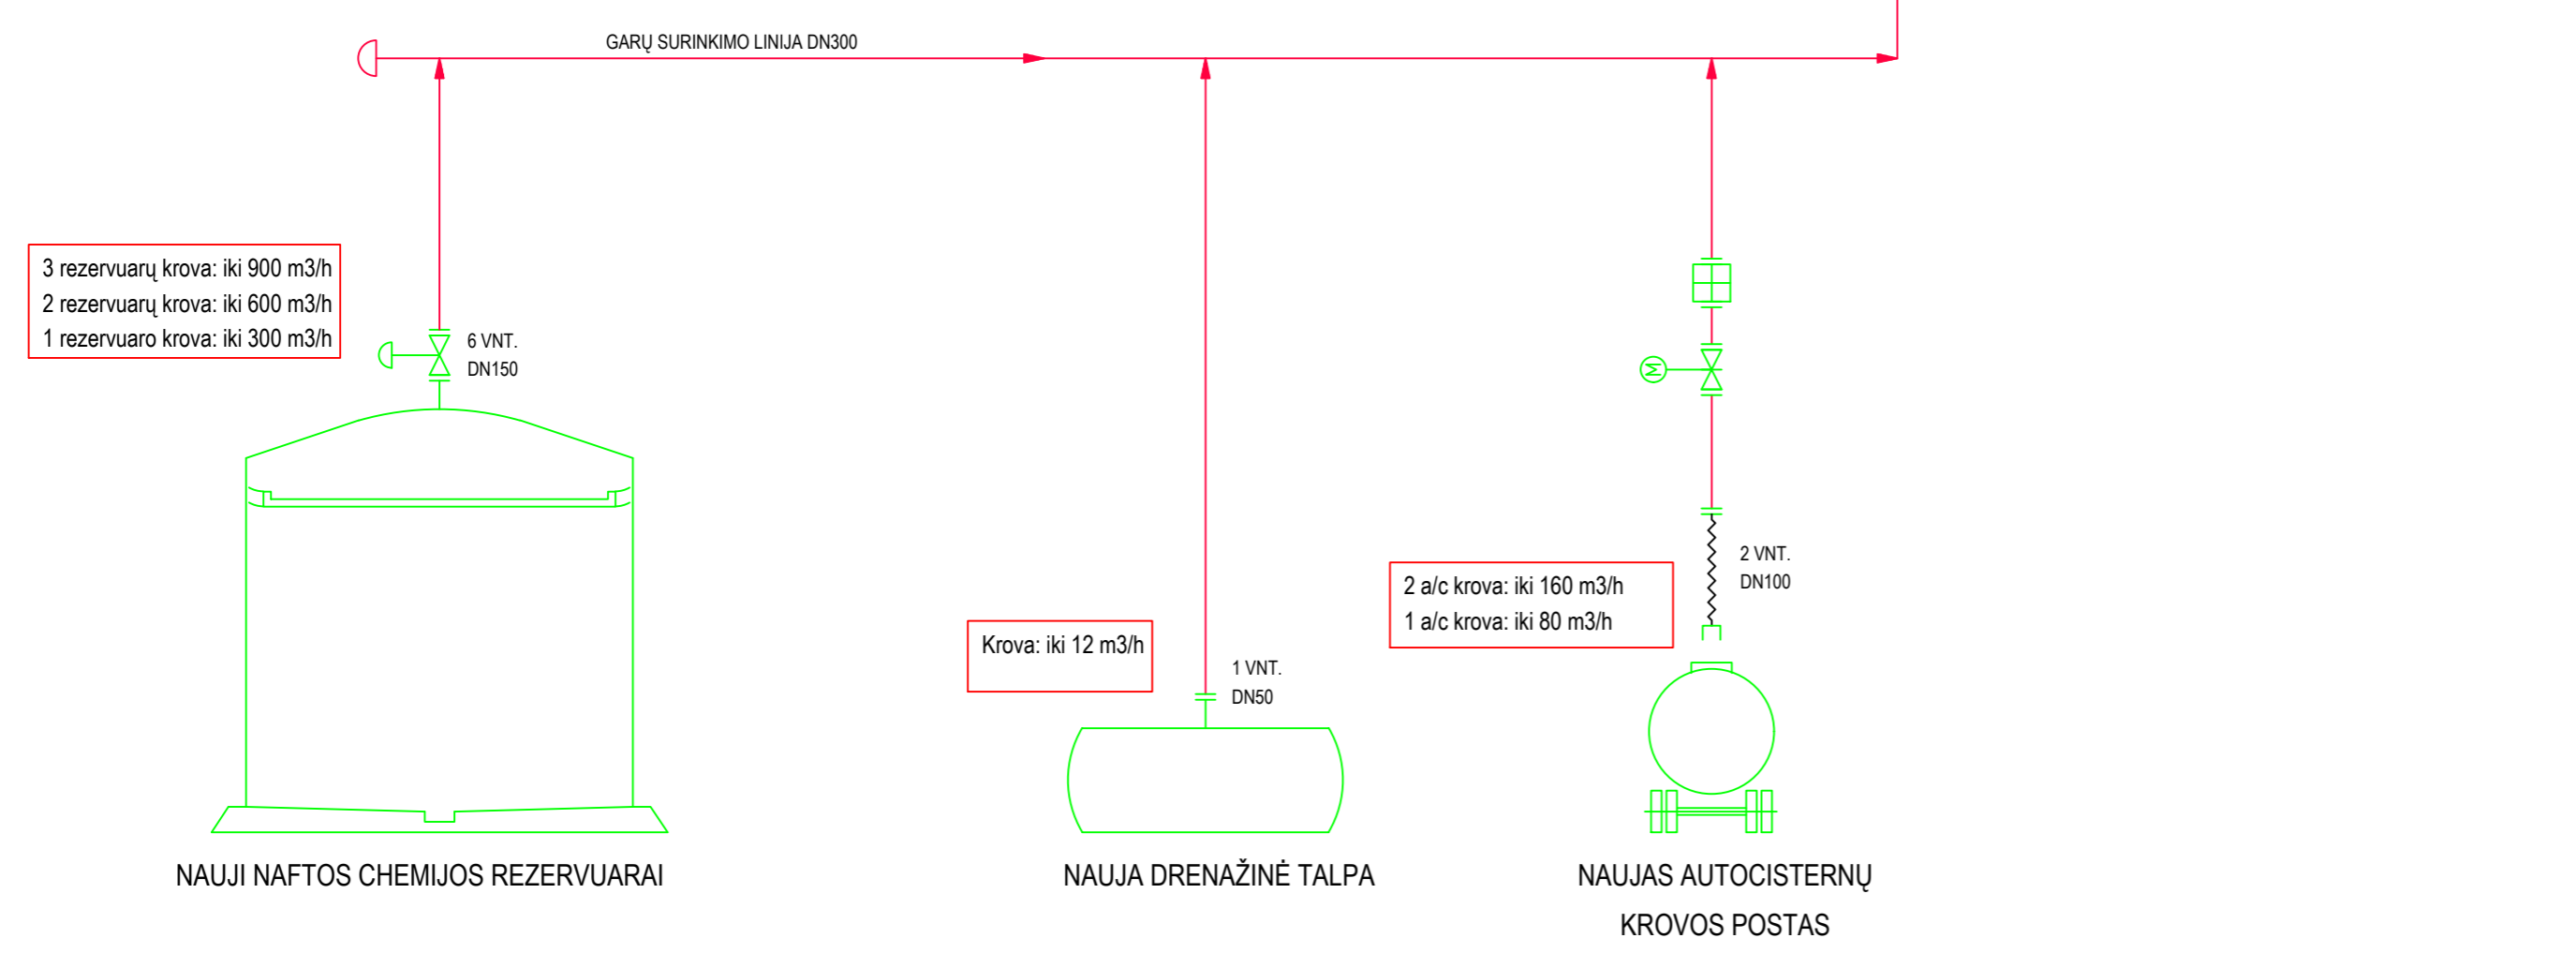 GARŲ SURINKIMO LINIJA DN300
3 rezervuarų krova: iki 900 m3/h
2 rezervuarų krova: iki 600 m3/h
1 rezervuaro krova: iki 300 m3/h
6 VNT.
DN150
M
2 VNT.
DN100
2 a/c krova: iki 160 m3/h
1 a/c krova: iki 80 m3/h
Krova: iki 12 m3/h
1 VNT.
DN50
NAUJI NAFTOS CHEMIJOS REZERVUARAI
NAUJA DRENAŽINĖ TALPA
NAUJAS AUTOCISTERNŲ
KROVOS POSTAS